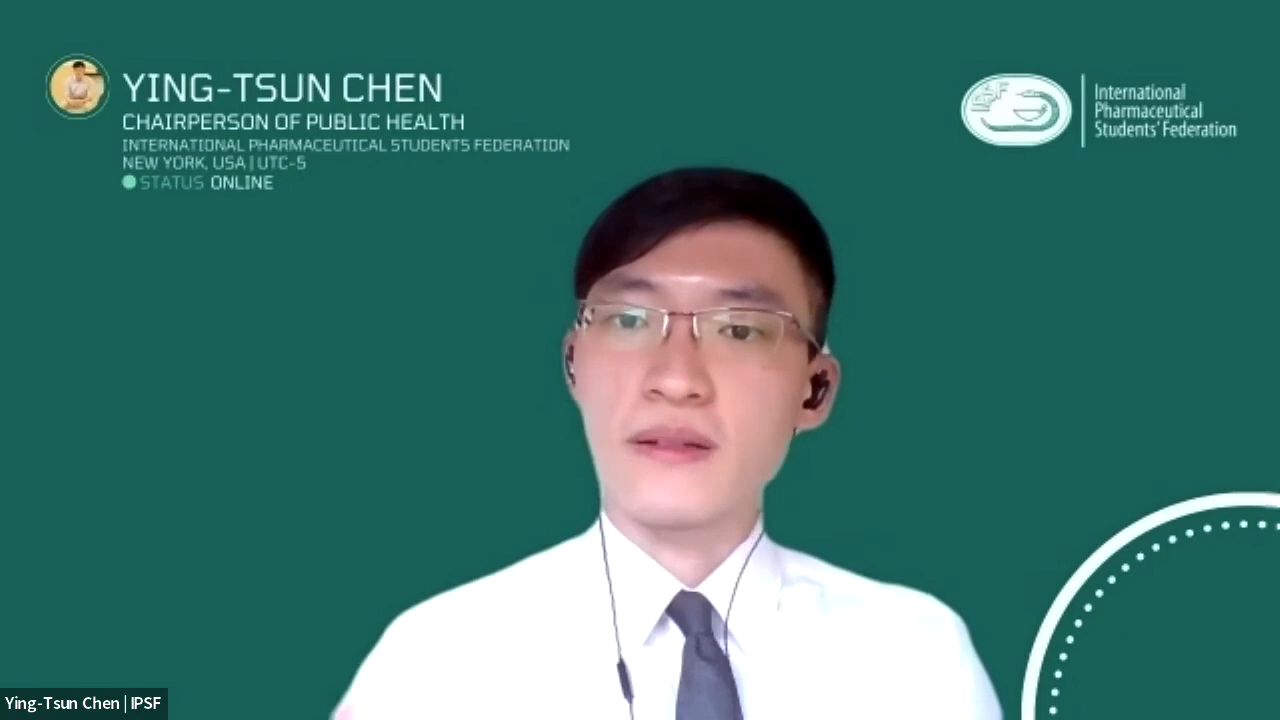 YING-TSUN CHEN
CHAIRPERSON OF PUBLIC HEALTH
INTERNATIONAL PHARMACEUTICAL STUDENTS FEDERATION
NEW YORK, USA | UTC-5
STATUS ONLINE
IPSF
International
Pharmaceutical
Students' Federation
Ying-Tsun Chen | IPSF